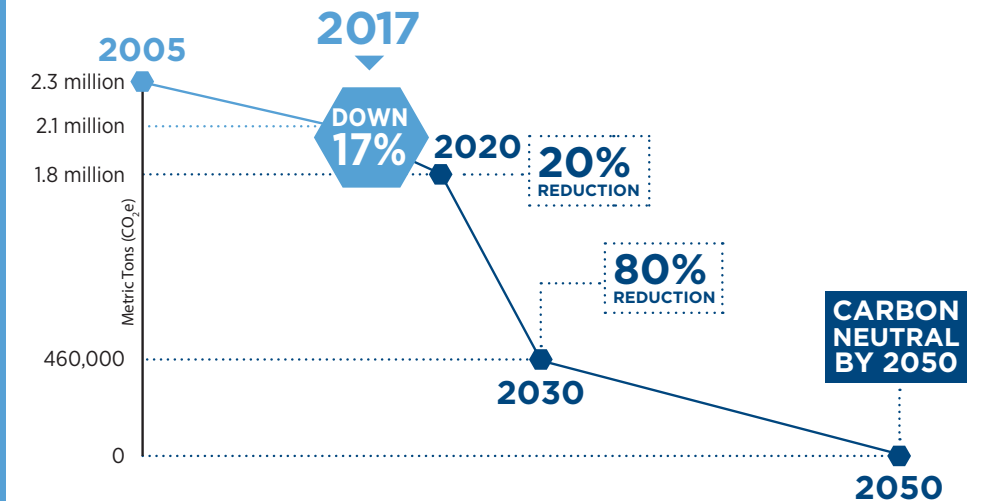 2017
2005
2.3 million
DOWN
17%
2.1 million
2020
20%
REDUCTION
1.8 million
Metric Tons (CO₂e)
80%
REDUCTION
CARBON
NEUTRAL
BY 2050
460,000
2030
0
2050